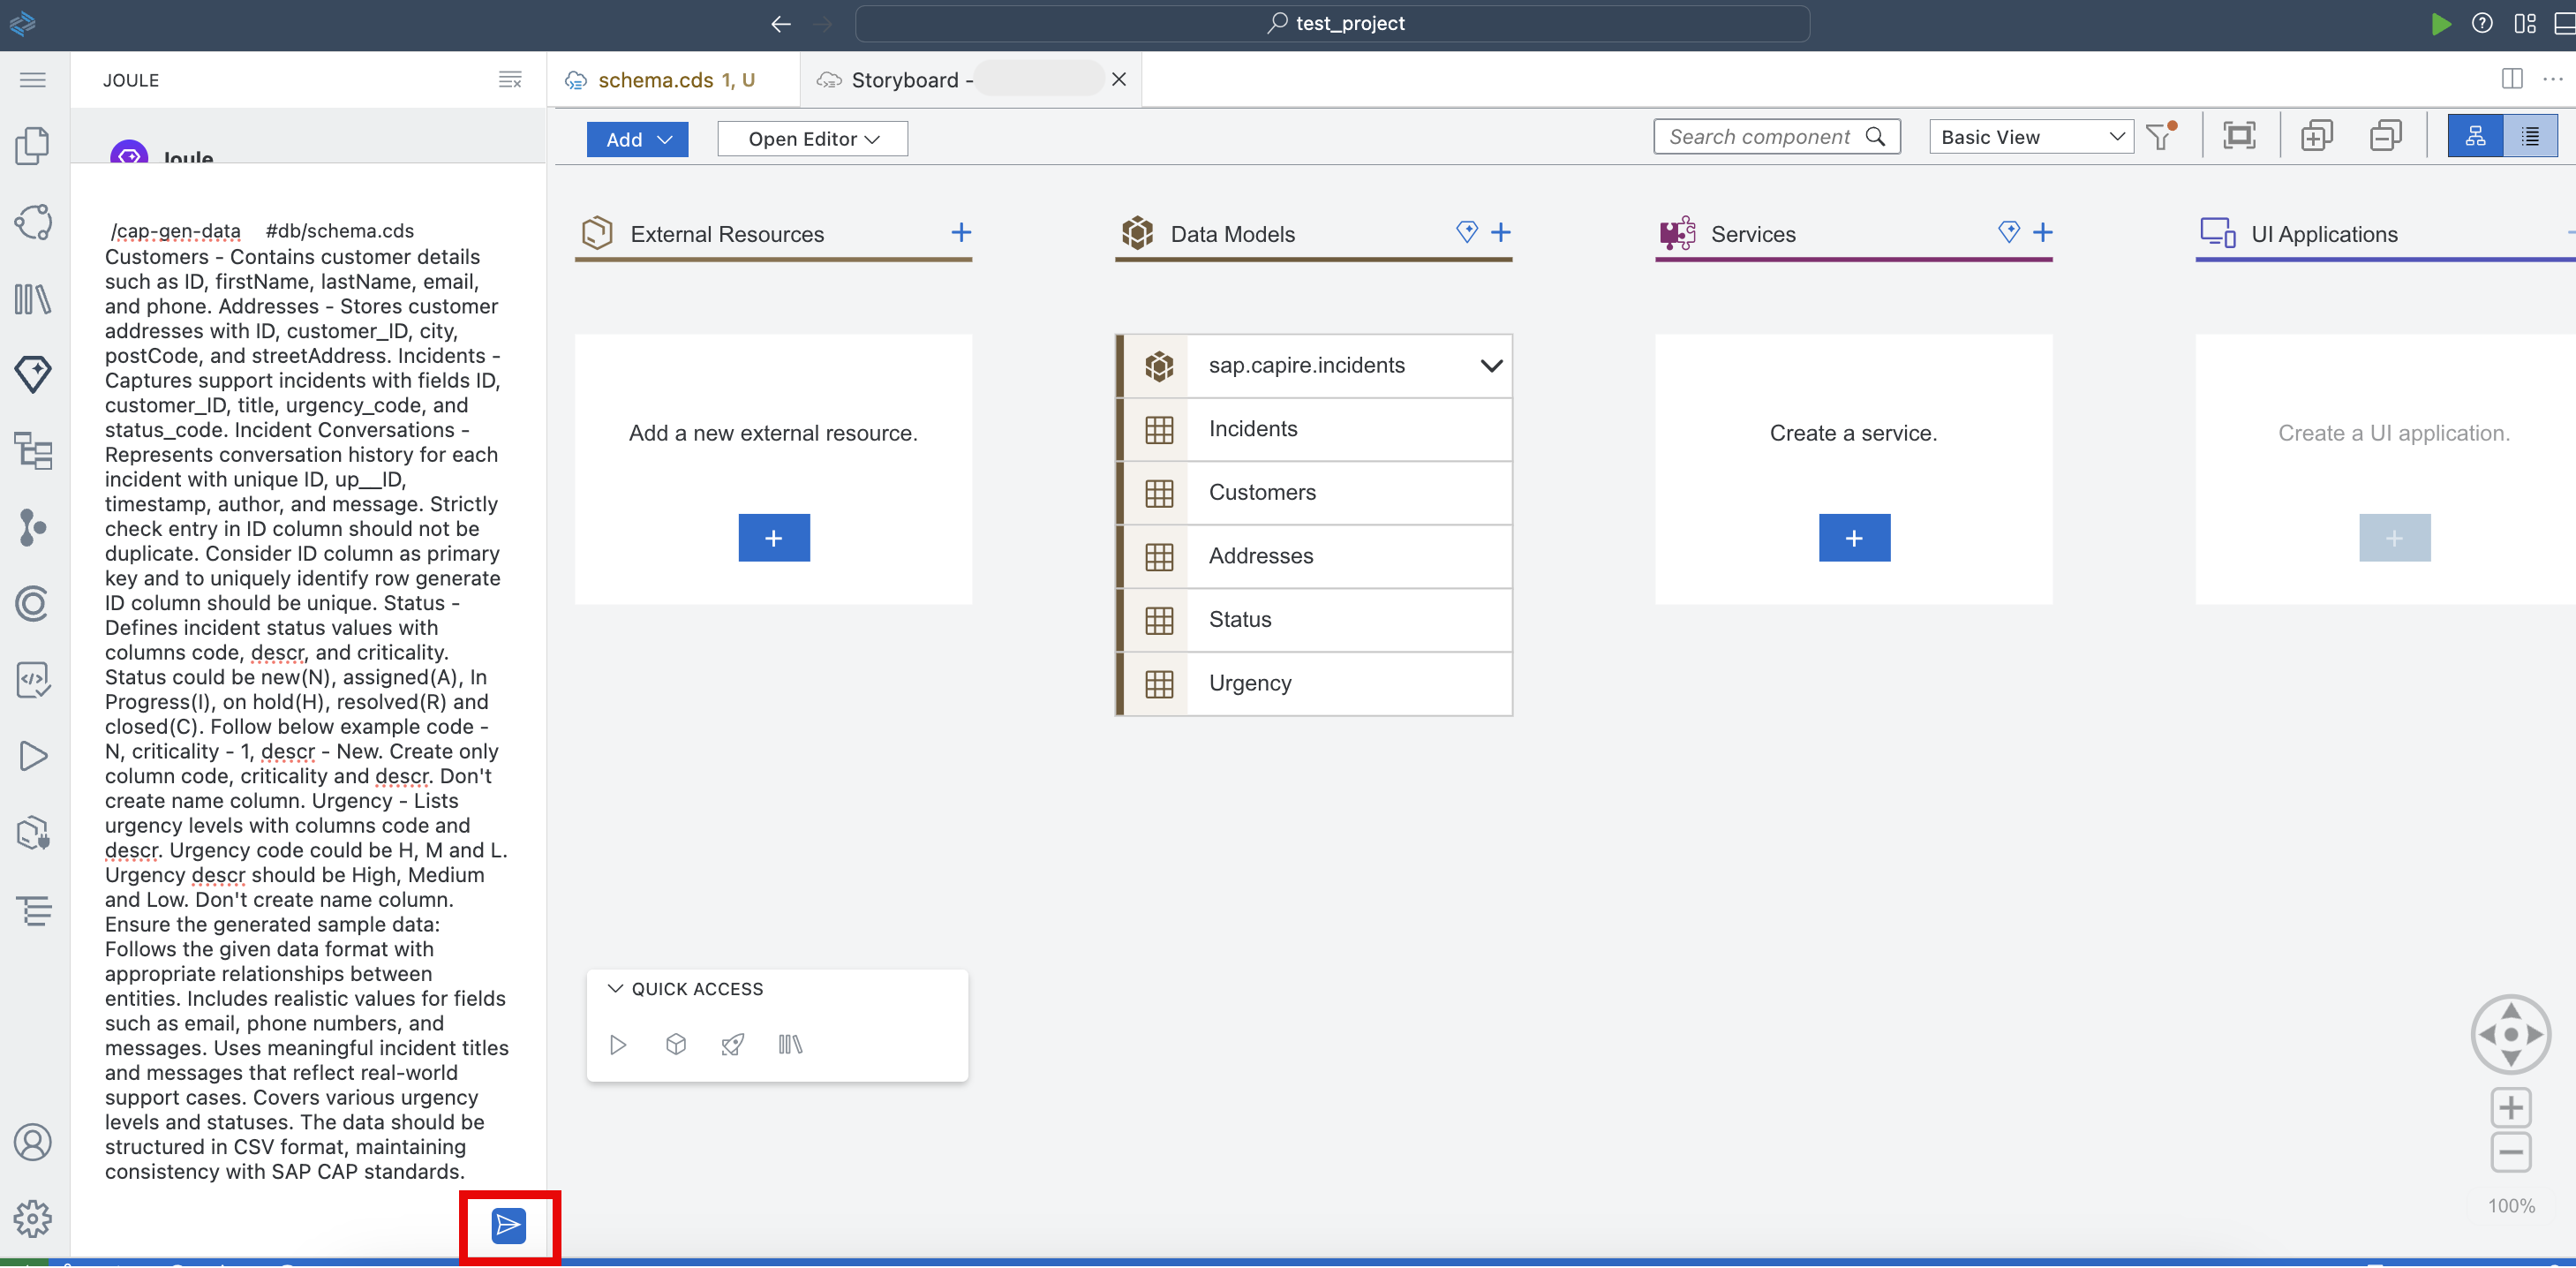 test_project
JOULE
schema.cds 1, U
Storyboard -
Joule
Add
Open Editor
Search component
Basic View
/cap-gen-data #db/schema.cds
Customers - Contains customer details
such as ID, firstName, lastName, email,
and phone. Addresses - Stores customer
addresses with ID, customer_ID, city,
postCode, and streetAddress. Incidents -
Captures support incidents with fields ID,
customer_ID, title, urgency_code, and
status_code. Incident Conversations -
Represents conversation history for each
incident with unique ID, up__ID,
timestamp, author, and message. Strictly
check entry in ID column should not be
duplicate. Consider ID column as primary
key and to uniquely identify row generate
ID column should be unique. Status -
Defines incident status values with
columns code, descr, and criticality.
Status could be new(N), assigned(A), In
Progress(I), on hold(H), resolved(R) and
closed(C). Follow below example code -
N, criticality - 1, descr - New. Create only
column code, criticality and descr. Don't
create name column. Urgency - Lists
urgency levels with columns code and
descr. Urgency code could be H, M and L.
Urgency descr should be High, Medium
and Low. Don't create name column.
Ensure the generated sample data:
Follows the given data format with
appropriate relationships between
entities. Includes realistic values for fields
such as email, phone numbers, and
messages. Uses meaningful incident titles
and messages that reflect real-world
support cases. Covers various urgency
levels and statuses. The data should be
structured in CSV format, maintaining
consistency with SAP CAP standards.
External Resources
Add a new external resource.
Data Models
sap.capire.incidents
Incidents
Customers
Addresses
Status
Urgency
Services
Create a service.
UI Applications
Create a UI application.
QUICK ACCESS
100%